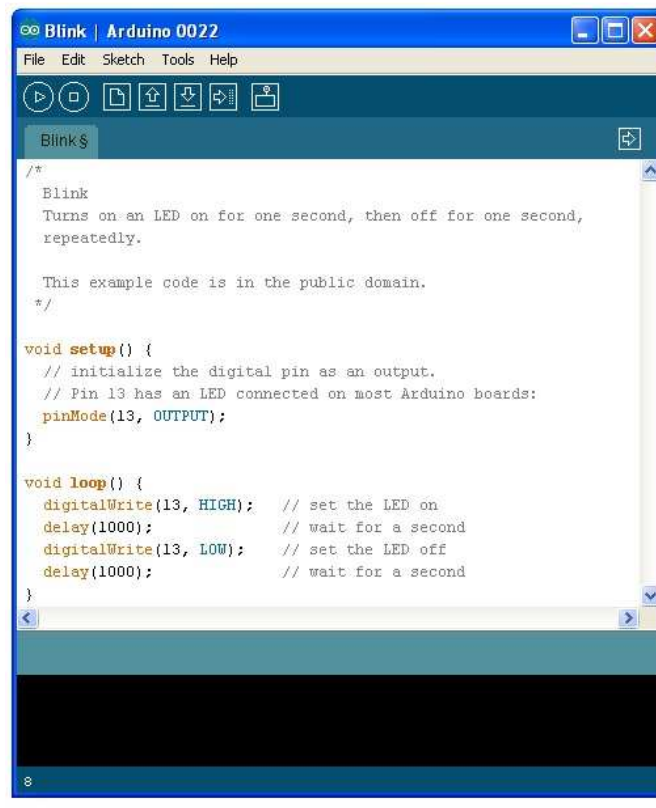 Blink | Arduino 0022
File Edit Sketch Tools Help
Blink §
/*
  Blink
  Turns on an LED on for one second, then off for one second,
  repeatedly.

  This example code is in the public domain.
 */

void setup() {
  // initialize the digital pin as an output.
  // Pin 13 has an LED connected on most Arduino boards:
  pinMode(13, OUTPUT);
}

void loop() {
  digitalWrite(13, HIGH);   // set the LED on
  delay(1000);              // wait for a second
  digitalWrite(13, LOW);    // set the LED off
  delay(1000);              // wait for a second
}
8